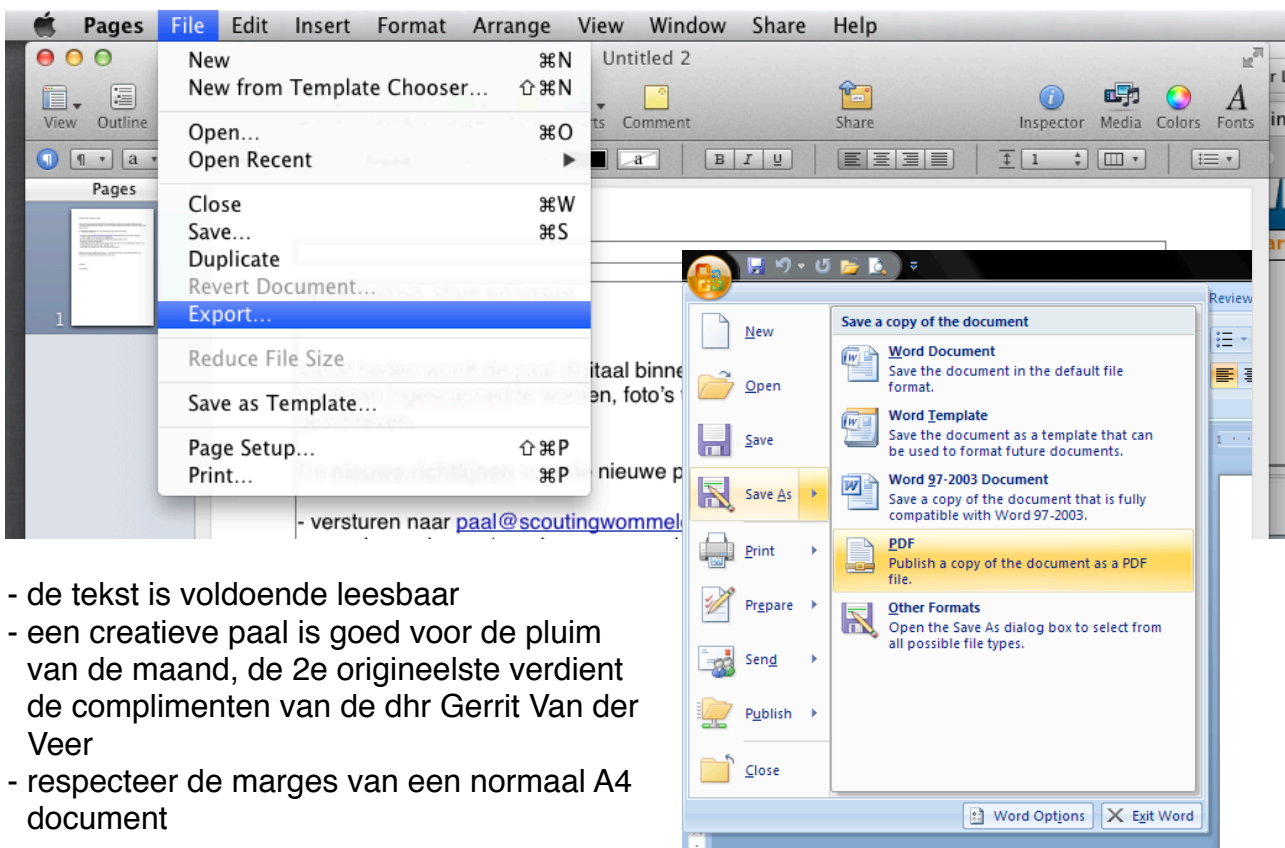 Pages File Edit Insert Format Arrange View Window Share Help
Untitled 2
View Outline Comment Share Inspector Media Colors Fonts
Pages
1
New ⌘N
New from Template Chooser... ⇧⌘N
Open... ⌘O
Open Recent ▶
Close ⌘W
Save... ⌘S
Duplicate
Revert Document...
Export...
Reduce File Size
Save as Template...
Page Setup... ⇧⌘P
Print... ⌘P
a B I U 1
nieuwe richtlijnen nieuwe
- versturen naar paal@scoutingwommel
Review
New
Open
Save
Save As
Print
Prepare
Send
Publish
Close
Save a copy of the document
Word Document
Save the document in the default file
format.
Word Template
Save the document as a template that can
be used to format future documents.
Word 97-2003 Document
Save a copy of the document that is fully
compatible with Word 97-2003.
PDF
Publish a copy of the document as a PDF
file.
Other Formats
Open the Save As dialog box to select from
all possible file types.
Word Options Exit Word
- de tekst is voldoende leesbaar
- een creatieve paal is goed voor de pluim
van de maand, de 2e origineelste verdient
de complimenten van de dhr Gerrit Van der
Veer
- respecteer de marges van een normaal A4
document